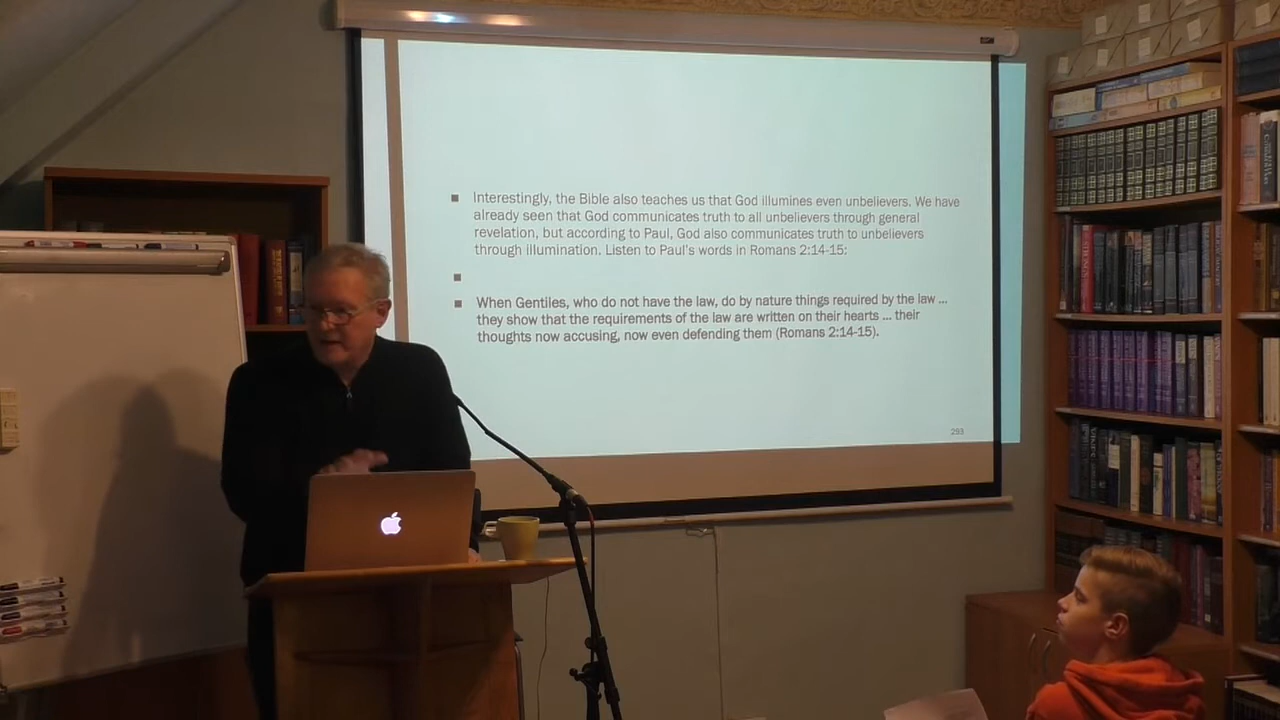 Interestingly, the Bible also teaches us that God illumines even unbelievers. We have
already seen that God communicates truth to all unbelievers through general
revelation, but according to Paul, God also communicates truth to unbelievers
through illumination. Listen to Paul's words in Romans 2:14-15:
When Gentiles, who do not have the law, do by nature things required by the law ...
they show that the requirements of the law are written on their hearts ... their
thoughts now accusing, now even defending them (Romans 2:14-15).
293